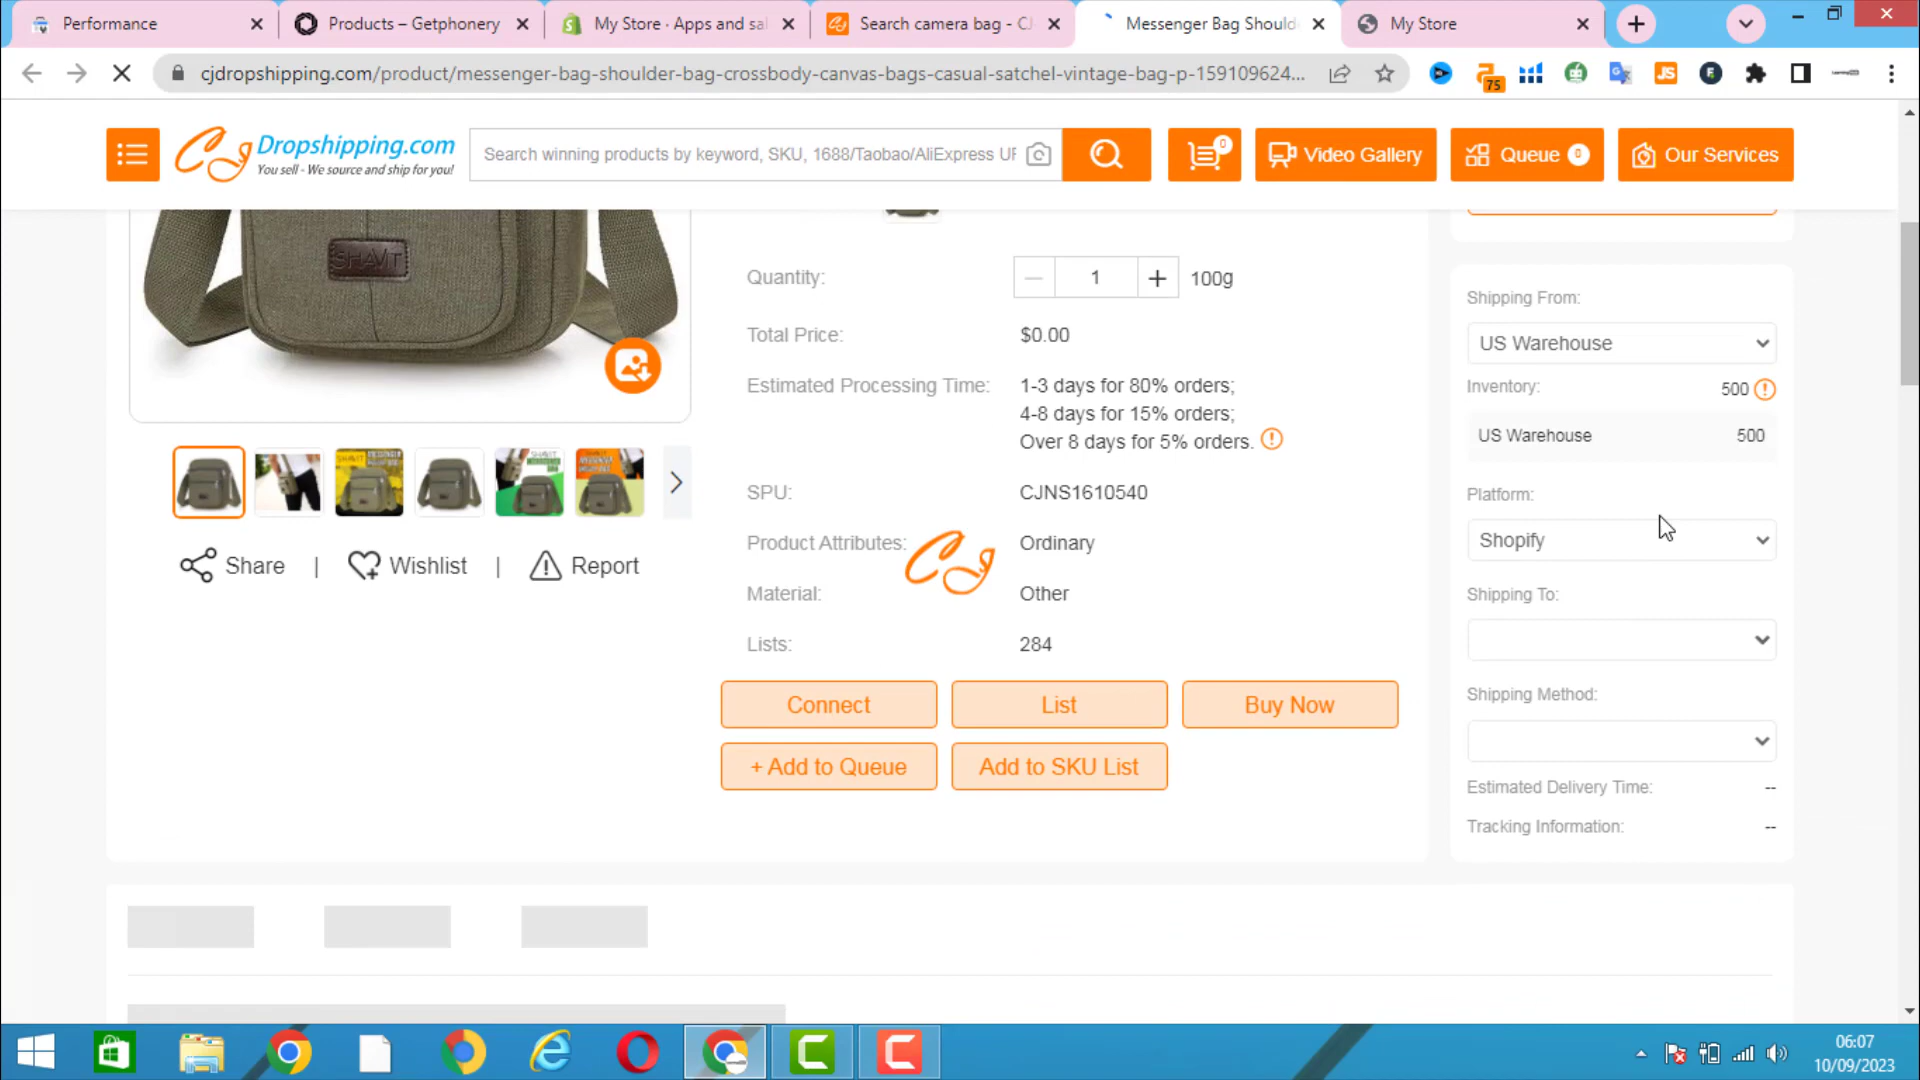 Performance
Products – Getphonery
My Store · Apps and sal
Search camera bag - CJ
Messenger Bag Should
My Store
cjdropshipping.com/product/messenger-bag-shoulder-bag-crossbody-canvas-bags-casual-satchel-vintage-bag-p-159109624...
75
JS
CJ Dropshipping.com
You sell - We source and ship for you!
Search winning products by keyword, SKU, 1688/Taobao/AliExpress UR
0
Video Gallery
Queue 0
Our Services
SHAVIT
Quantity:
1
100g
Total Price:
$0.00
Estimated Processing Time:
1-3 days for 80% orders;
4-8 days for 15% orders;
Over 8 days for 5% orders.
SPU:
CJNS1610540
Product Attributes:
Ordinary
Material:
Other
Lists:
284
Connect
List
Buy Now
+ Add to Queue
Add to SKU List
Share | Wishlist | Report
Shipping From:
US Warehouse
Inventory:
500
US Warehouse
500
Platform:
Shopify
Shipping To:
Shipping Method:
Estimated Delivery Time:
--
Tracking Information:
--
06:07
10/09/2023